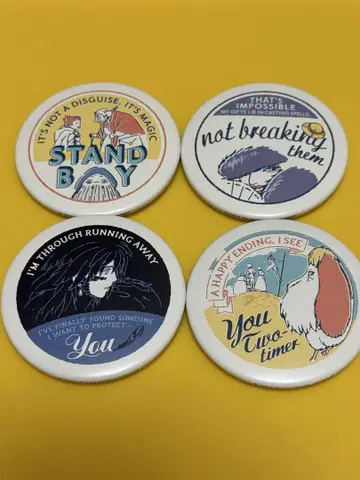 IT'S NOT A DISGUISE, IT'S MAGIC
STAND
BOY
THAT'S
IMPOSSIBLE
MY GIFTS LIE IN CASTING SPELLS,
not breaking
them
I'M THROUGH RUNNING AWAY
I'VE FINALLY FOUND SOMEONE
I WANT TO PROTECT—
You
A HAPPY ENDING, I SEE
You
Two-
timer